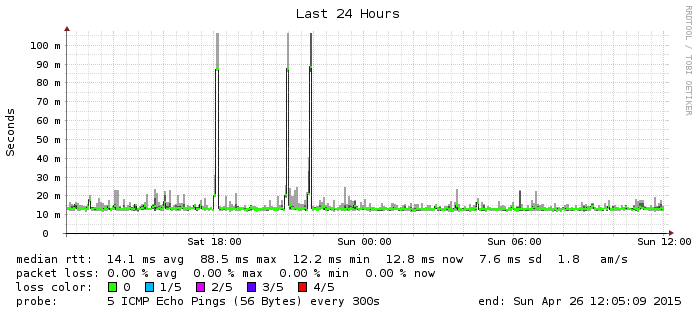 Last 24 Hours
RRDTOOL / TOBI OETIKER
Seconds
100 m
90 m
80 m
70 m
60 m
50 m
40 m
30 m
20 m
10 m
0
Sat 18:00 Sun 00:00 Sun 06:00 Sun 12:00
median rtt: 14.1 ms avg 88.5 ms max 12.2 ms min 12.8 ms now 7.6 ms sd 1.8 am/s
packet loss: 0.00 % avg 0.00 % max 0.00 % min 0.00 % now
loss color: 0 1/5 2/5 3/5 4/5
probe: 5 ICMP Echo Pings (56 Bytes) every 300s end: Sun Apr 26 12:05:09 2015